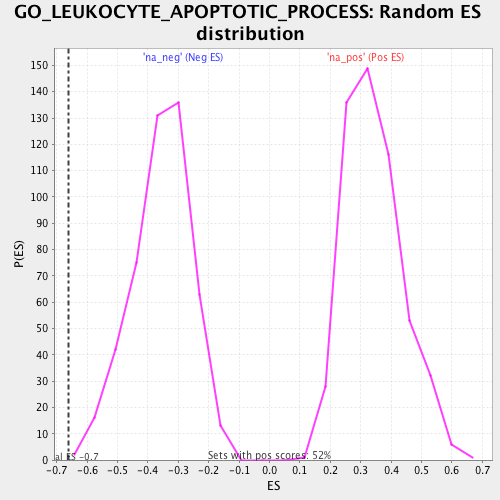 GO_LEUKOCYTE_APOPTOTIC_PROCESS: Random ES
distribution
'na_neg' (Neg ES) 'na_pos' (Pos ES)
150
140
130
120
110
100
90
80
70
60
50
40
30
20
10
0
P(ES)
ES -0.7
Sets with pos scores: 52%
-0.7 -0.6 -0.5 -0.4 -0.3 -0.2 -0.1 0.0 0.1 0.2 0.3 0.4 0.5 0.6 0.7
ES